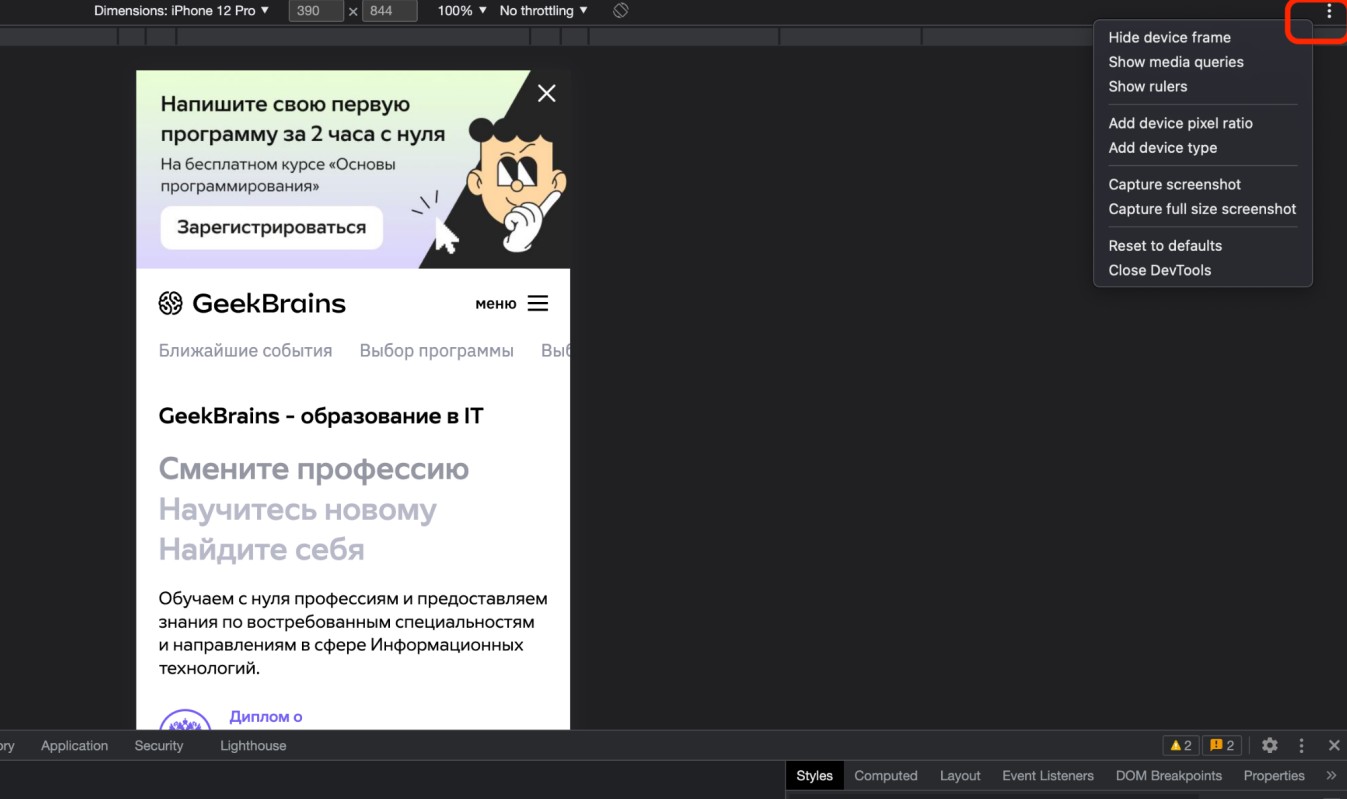 Dimensions: iPhone 12 Pro ▼ 390 × 844 100% ▼ No throttling ▼
Hide device frame
Show media queries
Show rulers
Add device pixel ratio
Add device type
Capture screenshot
Capture full size screenshot
Reset to defaults
Close DevTools
Напишите свою первую
программу за 2 часа с нуля
На бесплатном курсе «Основы
программирования»
Зарегистрироваться
GeekBrains меню
Ближайшие события Выбор программы Выб
GeekBrains - образование в IT
Смените профессию
Научитесь новому
Найдите себя
Обучаем с нуля профессиям и предоставляем
знания по востребованным специальностям
и направлениям в сфере Информационных
технологий.
Диплом о
ory Application Security Lighthouse 2 2
Styles Computed Layout Event Listeners DOM Breakpoints Properties »